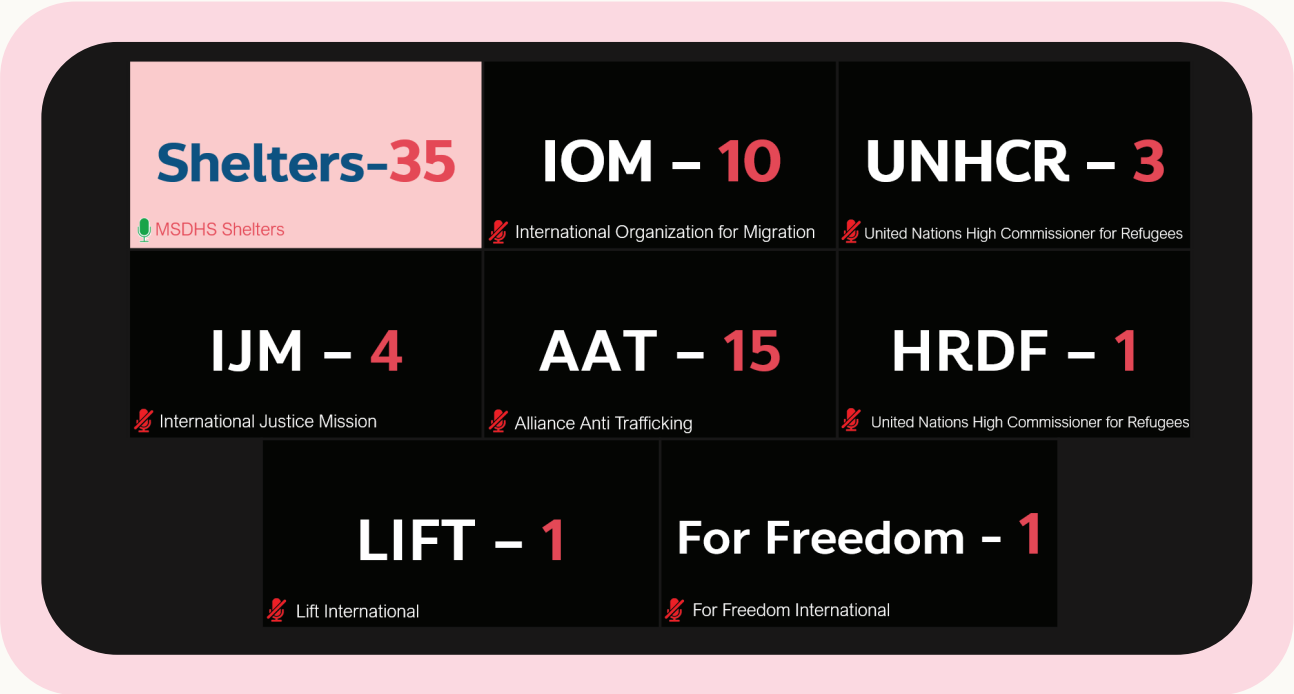 Shelters–35
MSDHS Shelters
IOM – 10
International Organization for Migration
UNHCR – 3
United Nations High Commissioner for Refugees
IJM – 4
International Justice Mission
AAT – 15
Alliance Anti Trafficking
HRDF – 1
United Nations High Commissioner for Refugees
LIFT – 1
Lift International
For Freedom – 1
For Freedom International